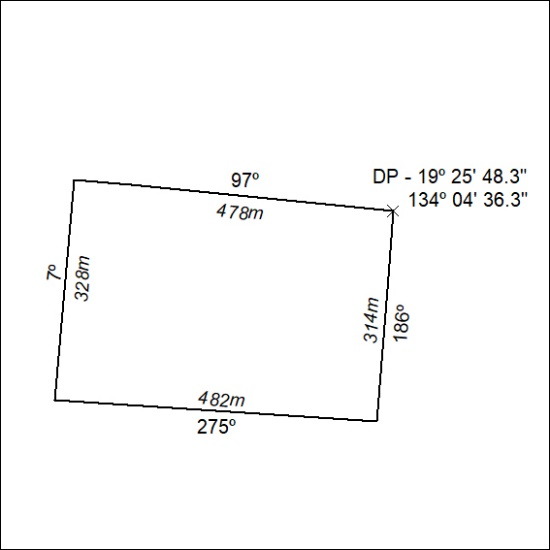 DP - 19º 25' 48.3"
134º 04' 36.3"
97º
478m
7º
328m
314m
186º
482m
275º